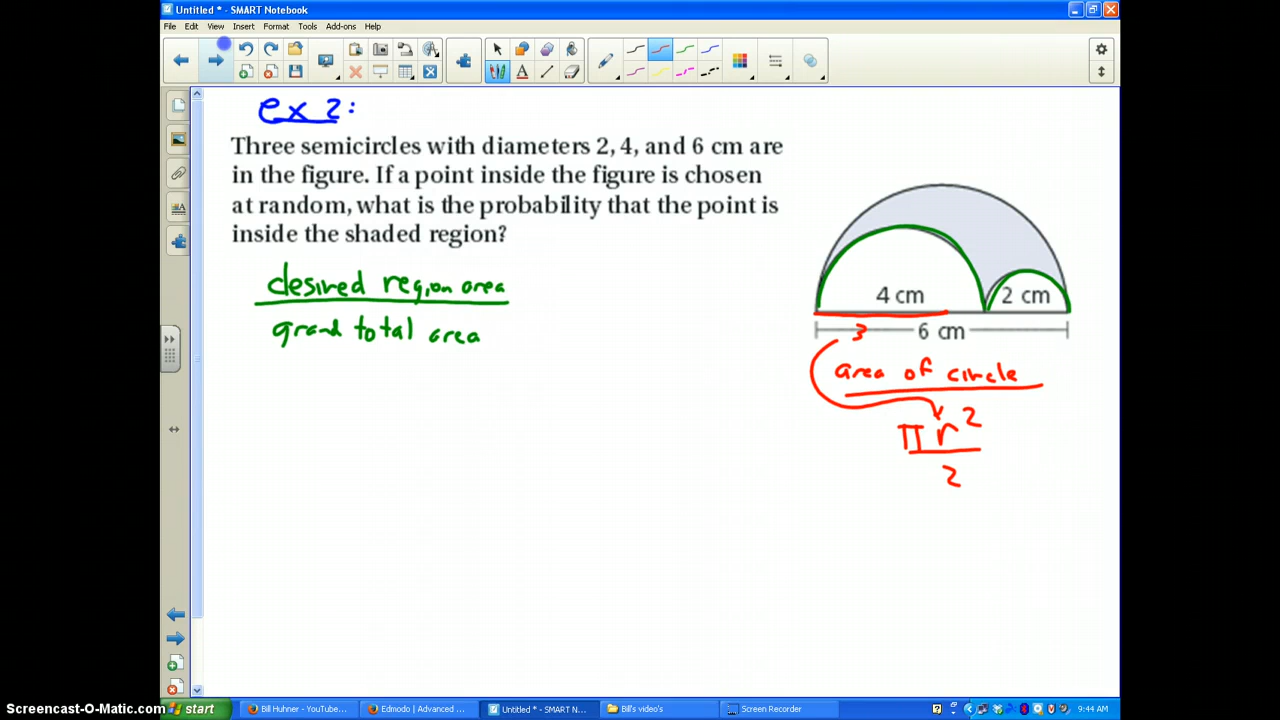 Untitled * - SMART Notebook
File Edit View Insert Format Tools Add-ons Help
ex 2:
Three semicircles with diameters 2, 4, and 6 cm are
in the figure. If a point inside the figure is chosen
at random, what is the probability that the point is
inside the shaded region?
desired region area
grand total area
4 cm
2 cm
3
6 cm
area of circle
π r²
2
Screencast-O-Matic.com
start
Bill Huhner - YouTube...
Edmodo | Advanced ...
Untitled * - SMART N...
Bill's video's
Screen Recorder
9:44 AM